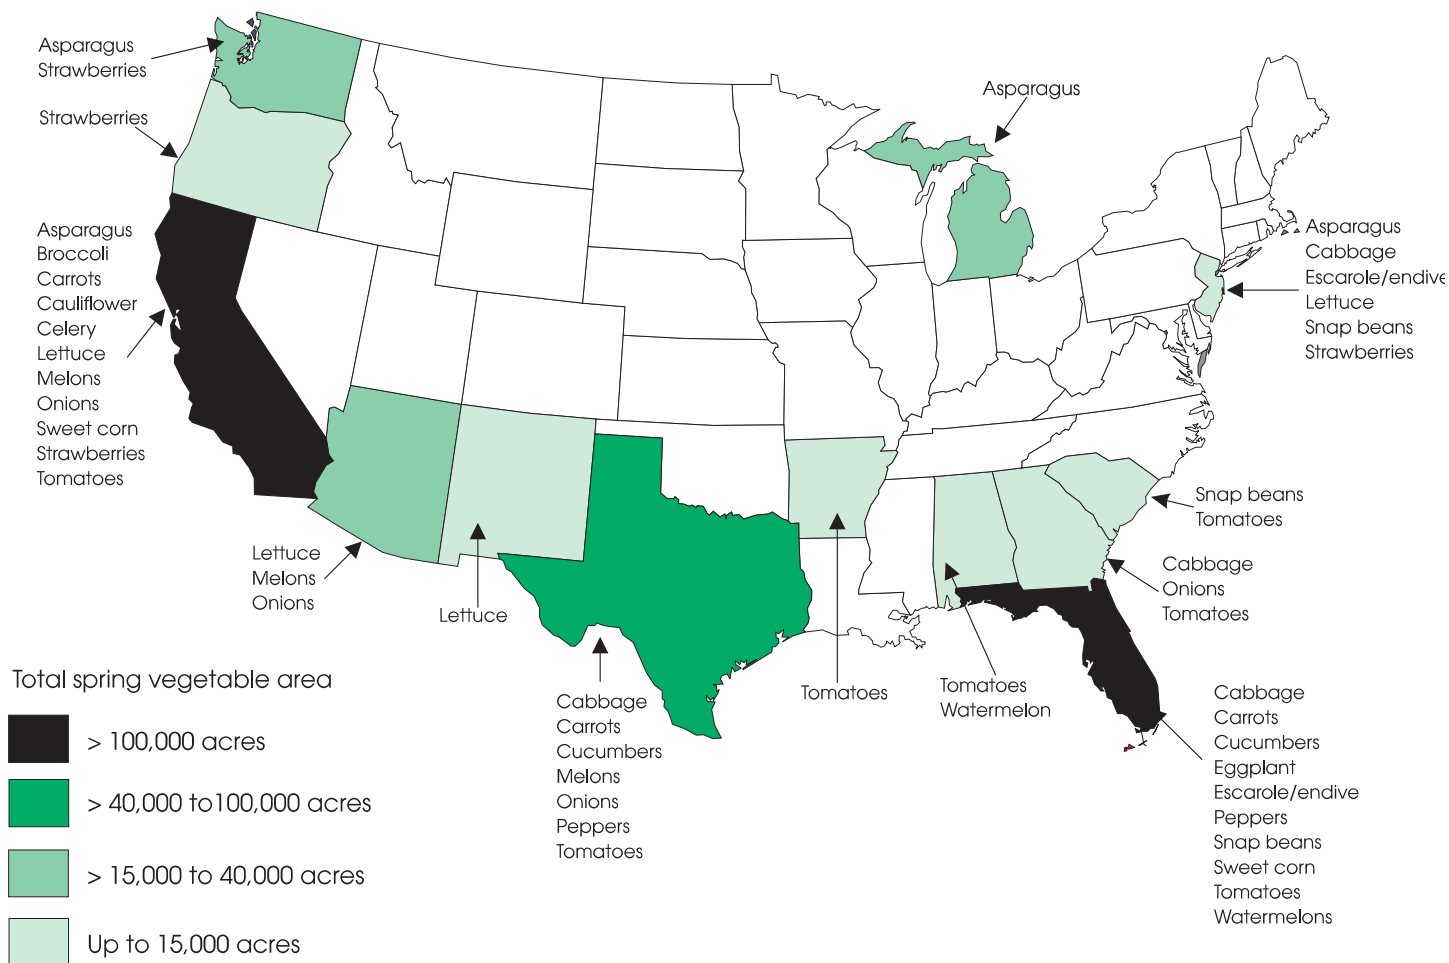 Asparagus
Strawberries
Strawberries
Asparagus
Broccoli
Carrots
Cauliflower
Celery
Lettuce
Melons
Onions
Sweet corn
Strawberries
Tomatoes
Lettuce
Melons
Onions
Lettuce
Cabbage
Carrots
Cucumbers
Melons
Onions
Peppers
Tomatoes
Tomatoes
Tomatoes
Watermelon
Asparagus
Asparagus
Cabbage
Escarole/endive
Lettuce
Snap beans
Strawberries
Snap beans
Tomatoes
Cabbage
Onions
Tomatoes
Cabbage
Carrots
Cucumbers
Eggplant
Escarole/endive
Peppers
Snap beans
Sweet corn
Tomatoes
Watermelons
Total spring vegetable area
> 100,000 acres
> 40,000 to100,000 acres
> 15,000 to 40,000 acres
Up to 15,000 acres